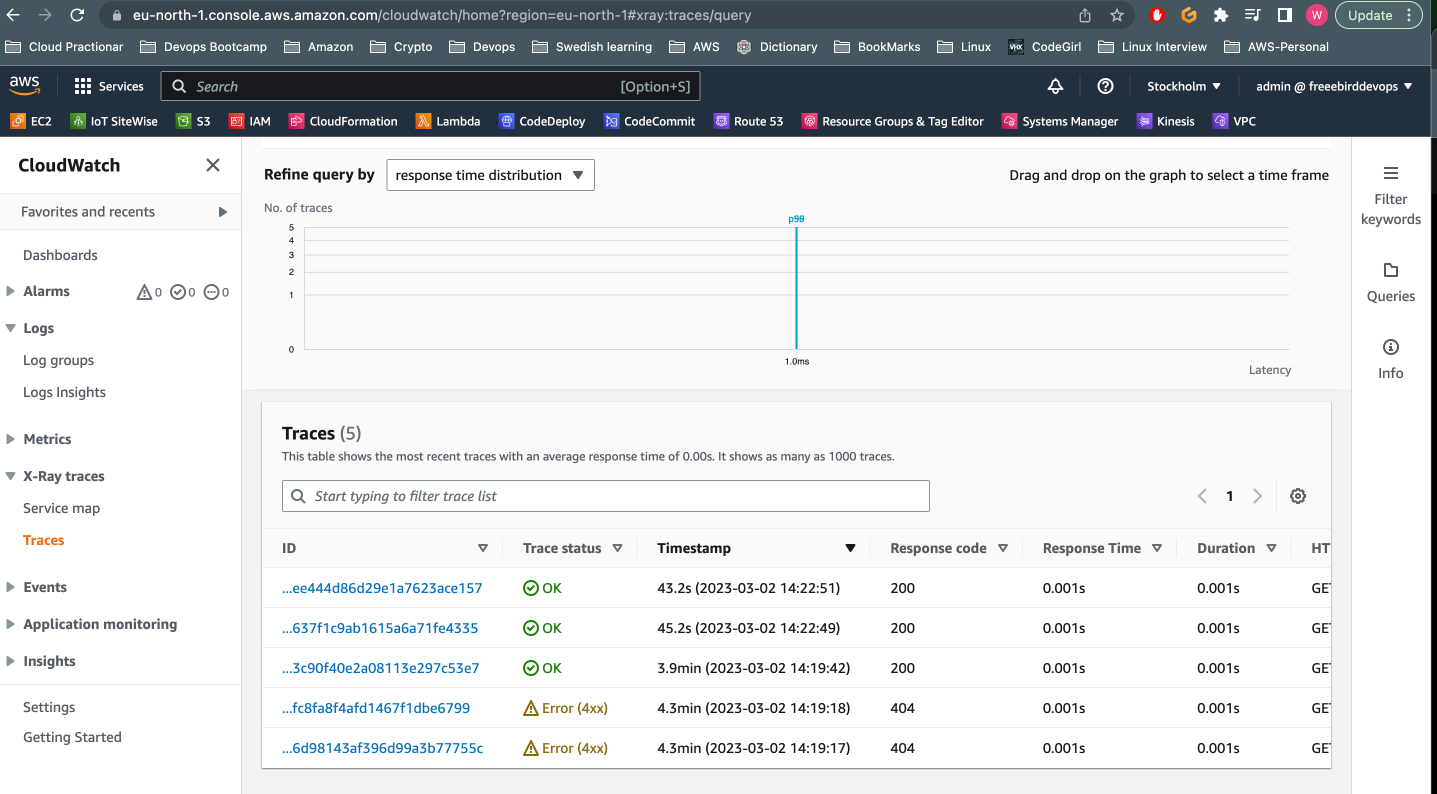 eu-north-1.console.aws.amazon.com/cloudwatch/home?region=eu-north-1#xray:traces/query
W
Update
Cloud Practionar
Devops Bootcamp
Amazon
Crypto
Devops
Swedish learning
AWS
Dictionary
BookMarks
Linux
CodeGirl
Linux Interview
AWS-Personal
aws
Services
Search
[Option+S]
Stockholm
admin @ freeebirddevops
EC2
IoT SiteWise
S3
IAM
CloudFormation
Lambda
CodeDeploy
CodeCommit
Route 53
Resource Groups & Tag Editor
Systems Manager
Kinesis
VPC
CloudWatch
Favorites and recents
Dashboards
Alarms
0
0
0
Logs
Log groups
Logs Insights
Metrics
X-Ray traces
Service map
Traces
Events
Application monitoring
Insights
Settings
Getting Started
Refine query by
response time distribution
Drag and drop on the graph to select a time frame
No. of traces
5
4
3
2
1
0
1.0ms
Latency
Traces (5)
This table shows the most recent traces with an average response time of 0.00s. It shows as many as 1000 traces.
Start typing to filter trace list
1
ID Trace status Timestamp Response code Response Time Duration HT
...ee444d86d29e1a7623ace157 OK 43.2s (2023-03-02 14:22:51) 200 0.001s 0.001s GET
...637f1c9ab1615a6a71fe4335 OK 45.2s (2023-03-02 14:22:49) 200 0.001s 0.001s GET
...3c90f40e2a08113e297c53e7 OK 3.9min (2023-03-02 14:19:42) 200 0.001s 0.001s GET
...fc8fa8f4afd1467f1dbe6799 Error (4xx) 4.3min (2023-03-02 14:19:18) 404 0.001s 0.001s GET
...6d98143af396d99a3b77755c Error (4xx) 4.3min (2023-03-02 14:19:17) 404 0.001s 0.001s GET
Filter
keywords
Queries
Info